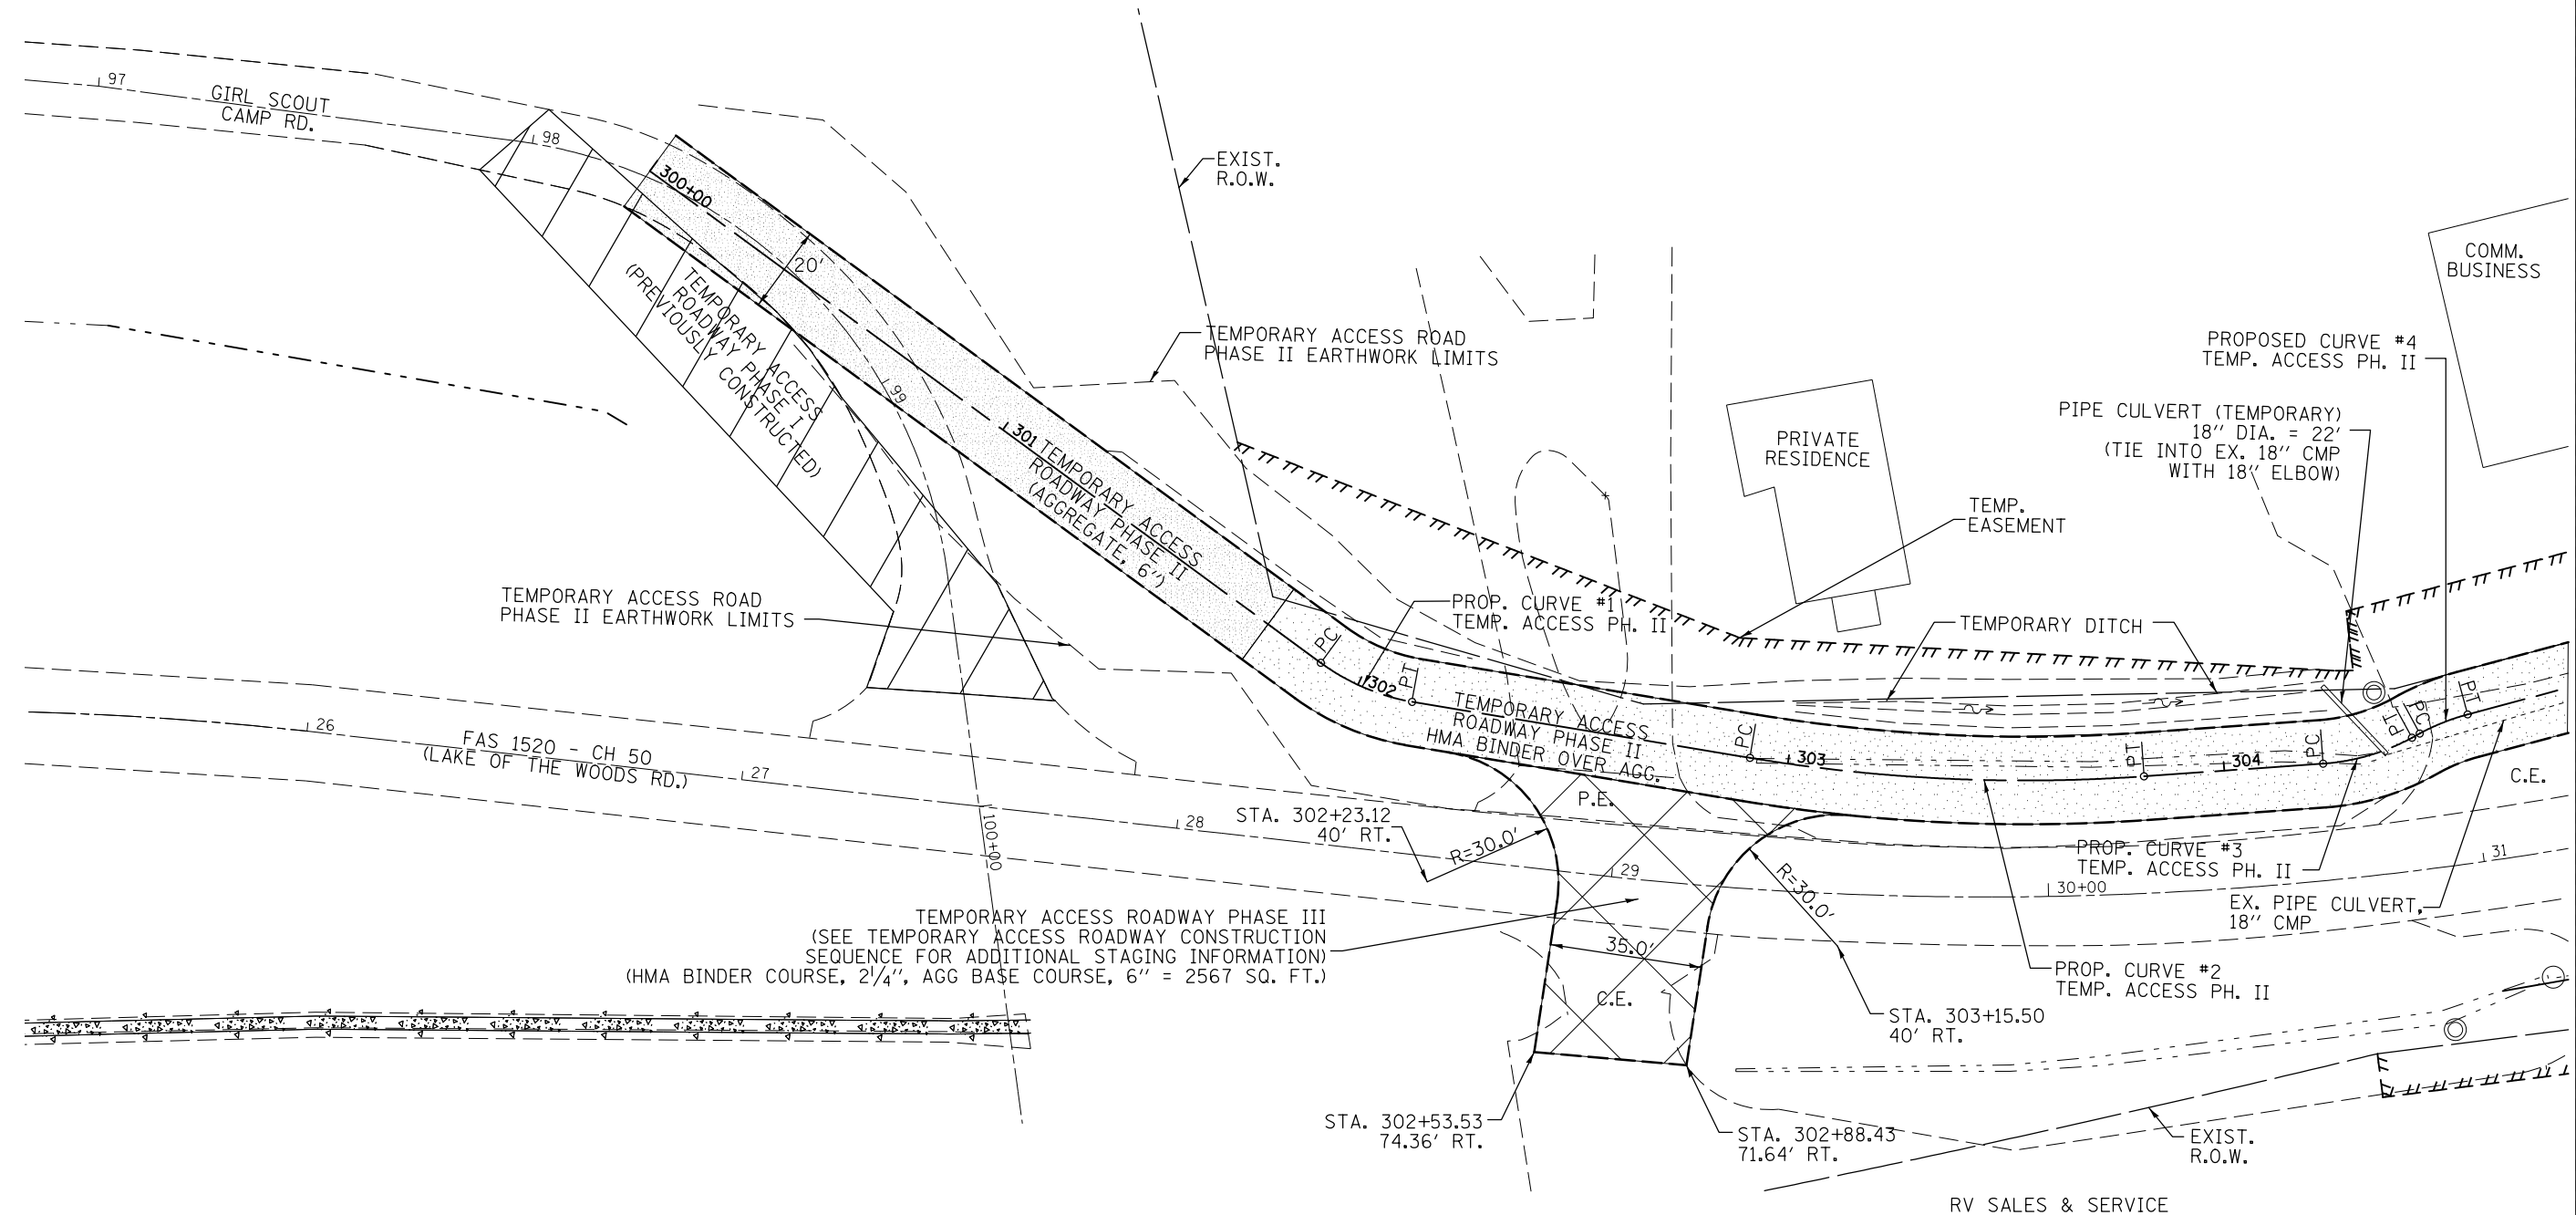 97
GIRL SCOUT
CAMP RD.
98
300+00
20'
EXIST.
R.O.W.
COMM.
BUSINESS
TEMPORARY ACCESS
ROADWAY PHASE I
(PREVIOUSLY CONSTRUCTED)
99
TEMPORARY ACCESS ROAD
PHASE II EARTHWORK LIMITS
PROPOSED CURVE #4
TEMP. ACCESS PH. II
PIPE CULVERT (TEMPORARY)
18" DIA. = 22'
(TIE INTO EX. 18" CMP
WITH 18" ELBOW)
PRIVATE
RESIDENCE
301
TEMPORARY ACCESS
ROADWAY PHASE II
(AGGREGATE, 6")
TEMP.
EASEMENT
TEMPORARY ACCESS ROAD
PHASE II EARTHWORK LIMITS
PROP. CURVE #1
TEMP. ACCESS PH. II
TEMPORARY DITCH
PC
302
PT
TEMPORARY ACCESS
ROADWAY PHASE II
HMA BINDER OVER AGG.
PC
303
PT
304
PC
PT
PC
PT
26
FAS 1520 - CH 50
(LAKE OF THE WOODS RD.)
27
28
29
30+00
31
100+00
P.E.
C.E.
STA. 302+23.12
40' RT.
R=30.0'
R=30.0'
PROP. CURVE #3
TEMP. ACCESS PH. II
EX. PIPE CULVERT,
18" CMP
TEMPORARY ACCESS ROADWAY PHASE III
(SEE TEMPORARY ACCESS ROADWAY CONSTRUCTION
SEQUENCE FOR ADDITIONAL STAGING INFORMATION)
(HMA BINDER COURSE, 2 1/4", AGG BASE COURSE, 6" = 2567 SQ. FT.)
35.0'
C.E.
PROP. CURVE #2
TEMP. ACCESS PH. II
STA. 303+15.50
40' RT.
STA. 302+53.53
74.36' RT.
STA. 302+88.43
71.64' RT.
EXIST.
R.O.W.
RV SALES & SERVICE